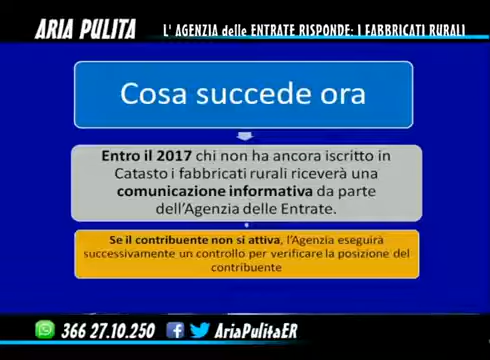 ARIA PULITA
L' AGENZIA delle ENTRATE RISPONDE: I FABBRICATI RURALI
Cosa succede ora
Entro il 2017 chi non ha ancora iscritto in
Catasto i fabbricati rurali riceverà una
comunicazione informativa da parte
dell'Agenzia delle Entrate.
Se il contribuente non si attiva, l'Agenzia eseguirà
successivamente un controllo per verificare la posizione del
contribuente
366 27.10.250
AriaPulitaER